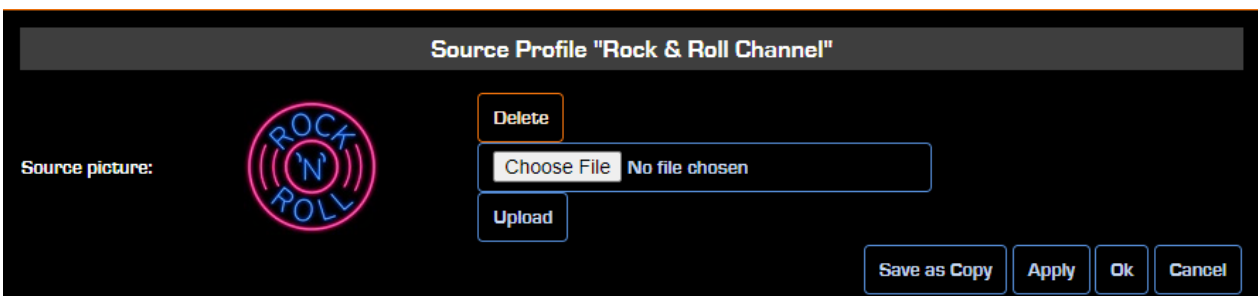 Source Profile "Rock & Roll Channel"
Source picture:
ROCK
'N'
ROLL
Delete
Choose File No file chosen
Upload
Save as Copy Apply Ok Cancel